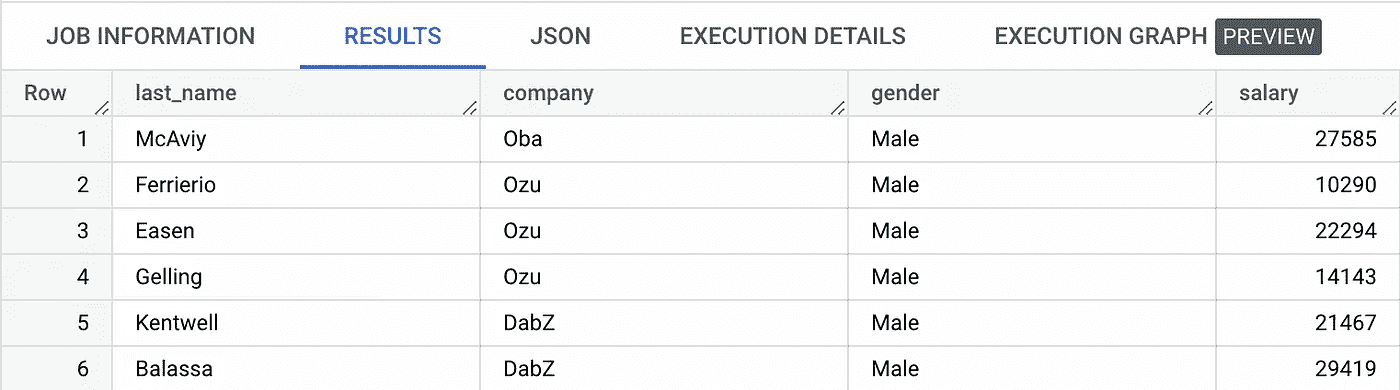 JOB INFORMATION RESULTS JSON EXECUTION DETAILS EXECUTION GRAPH PREVIEW
Row last_name company gender salary
1 McAviy Oba Male 27585
2 Ferrierio Ozu Male 10290
3 Easen Ozu Male 22294
4 Gelling Ozu Male 14143
5 Kentwell DabZ Male 21467
6 Balassa DabZ Male 29419